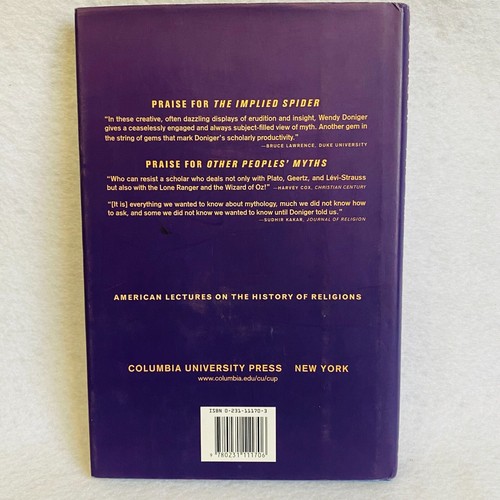 PRAISE FOR THE IMPLIED SPIDER
"In these creative, often dazzling displays of erudition and insight, Wendy Doniger
gives a ceaselessly engaged and always subject-filled view of myth. Another gem in
the string of gems that mark Doniger's scholarly productivity."
—BRUCE LAWRENCE, DUKE UNIVERSITY
PRAISE FOR OTHER PEOPLES' MYTHS
"Who can resist a scholar who deals not only with Plato, Geertz, and Lévi-Strauss
but also with the Lone Ranger and the Wizard of Oz!" —HARVEY COX, CHRISTIAN CENTURY
"[It is] everything we wanted to know about mythology, much we did not know how
to ask, and some we did not know we wanted to know until Doniger told us."
—SUDHIR KAKAR, JOURNAL OF RELIGION
AMERICAN LECTURES ON THE HISTORY OF RELIGIONS
COLUMBIA UNIVERSITY PRESS NEW YORK
www.columbia.edu/cu/cup
ISBN 0-231-11170-3
9 780231 111706